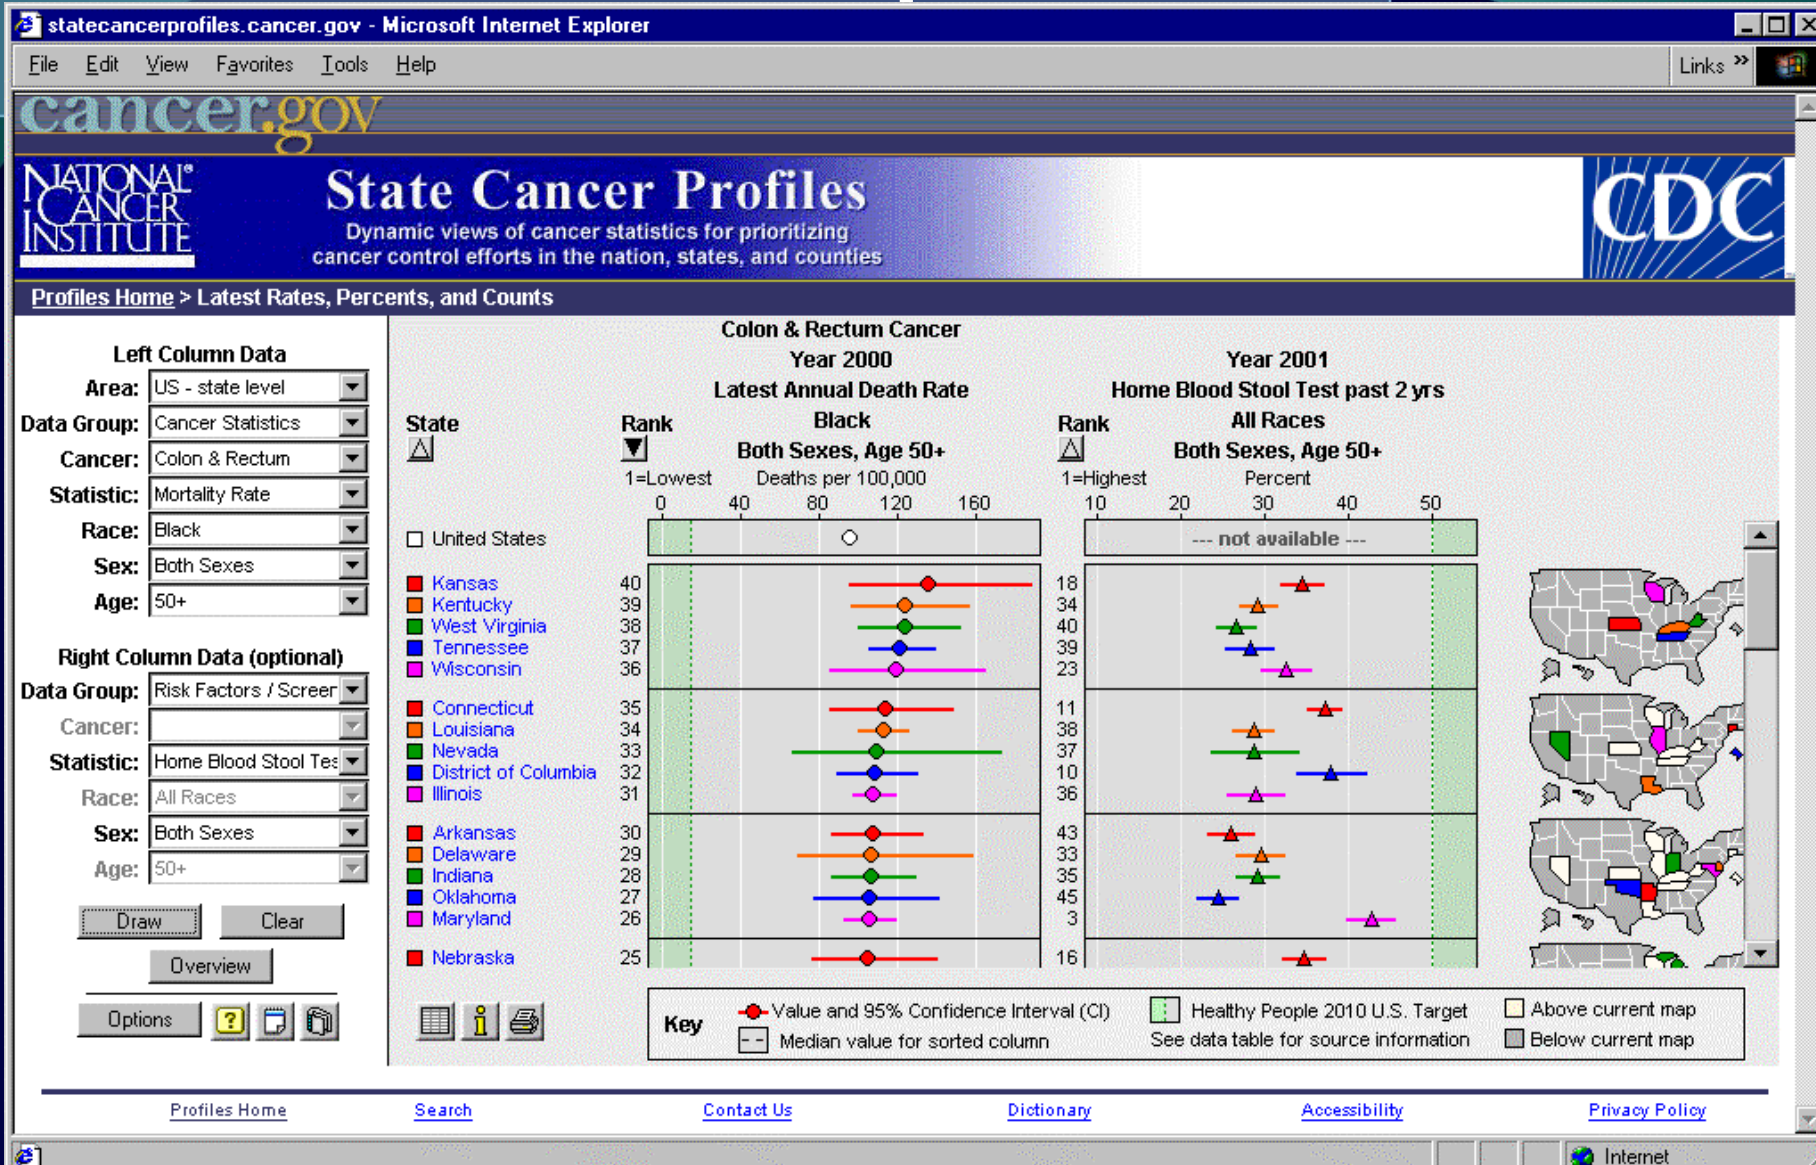 statecancerprofiles.cancer.gov - Microsoft Internet Explorer
File Edit View Favorites Tools Help Links »
cancer.gov
NATIONAL® CANCER INSTITUTE
State Cancer Profiles
Dynamic views of cancer statistics for prioritizing
cancer control efforts in the nation, states, and counties
CDC
Profiles Home > Latest Rates, Percents, and Counts
Left Column Data
Area: US - state level
Data Group: Cancer Statistics
Cancer: Colon & Rectum
Statistic: Mortality Rate
Race: Black
Sex: Both Sexes
Age: 50+
Right Column Data (optional)
Data Group: Risk Factors / Screer
Cancer:
Statistic: Home Blood Stool Tes
Race: All Races
Sex: Both Sexes
Age: 50+
Draw Clear
Overview
Options ?
Colon & Rectum Cancer
Year 2000
Latest Annual Death Rate
Black
Both Sexes, Age 50+
Year 2001
Home Blood Stool Test past 2 yrs
All Races
Both Sexes, Age 50+
State Rank Rank
1=Lowest Deaths per 100,000 1=Highest Percent
0 40 80 120 160 10 20 30 40 50
United States --- not available ---
Kansas 40 18
Kentucky 39 34
West Virginia 38 40
Tennessee 37 39
Wisconsin 36 23
Connecticut 35 11
Louisiana 34 38
Nevada 33 37
District of Columbia 32 10
Illinois 31 36
Arkansas 30 43
Delaware 29 33
Indiana 28 35
Oklahoma 27 45
Maryland 26 3
Nebraska 25 16
i
Key
Value and 95% Confidence Interval (CI) Healthy People 2010 U.S. Target Above current map
Median value for sorted column See data table for source information Below current map
Profiles Home Search Contact Us Dictionary Accessibility Privacy Policy
Internet